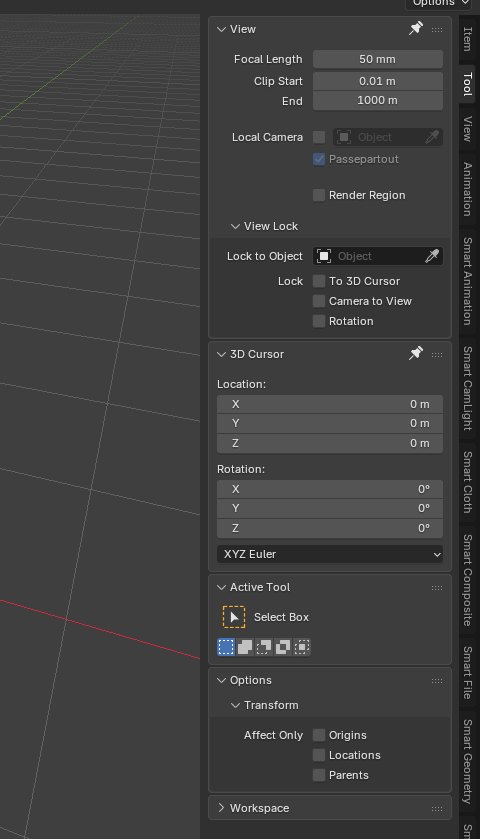 Options
View
Focal Length 50 mm
Clip Start 0.01 m
End 1000 m
Local Camera Object
Passepartout
Render Region
View Lock
Lock to Object Object
Lock To 3D Cursor
Camera to View
Rotation
3D Cursor
Location:
X 0 m
Y 0 m
Z 0 m
Rotation:
X 0°
Y 0°
Z 0°
XYZ Euler
Active Tool
Select Box
Options
Transform
Affect Only Origins
Locations
Parents
Workspace
Item
Tool
View
Animation
Smart Animation
Smart CamLight
Smart Cloth
Smart Composite
Smart File
Smart Geometry